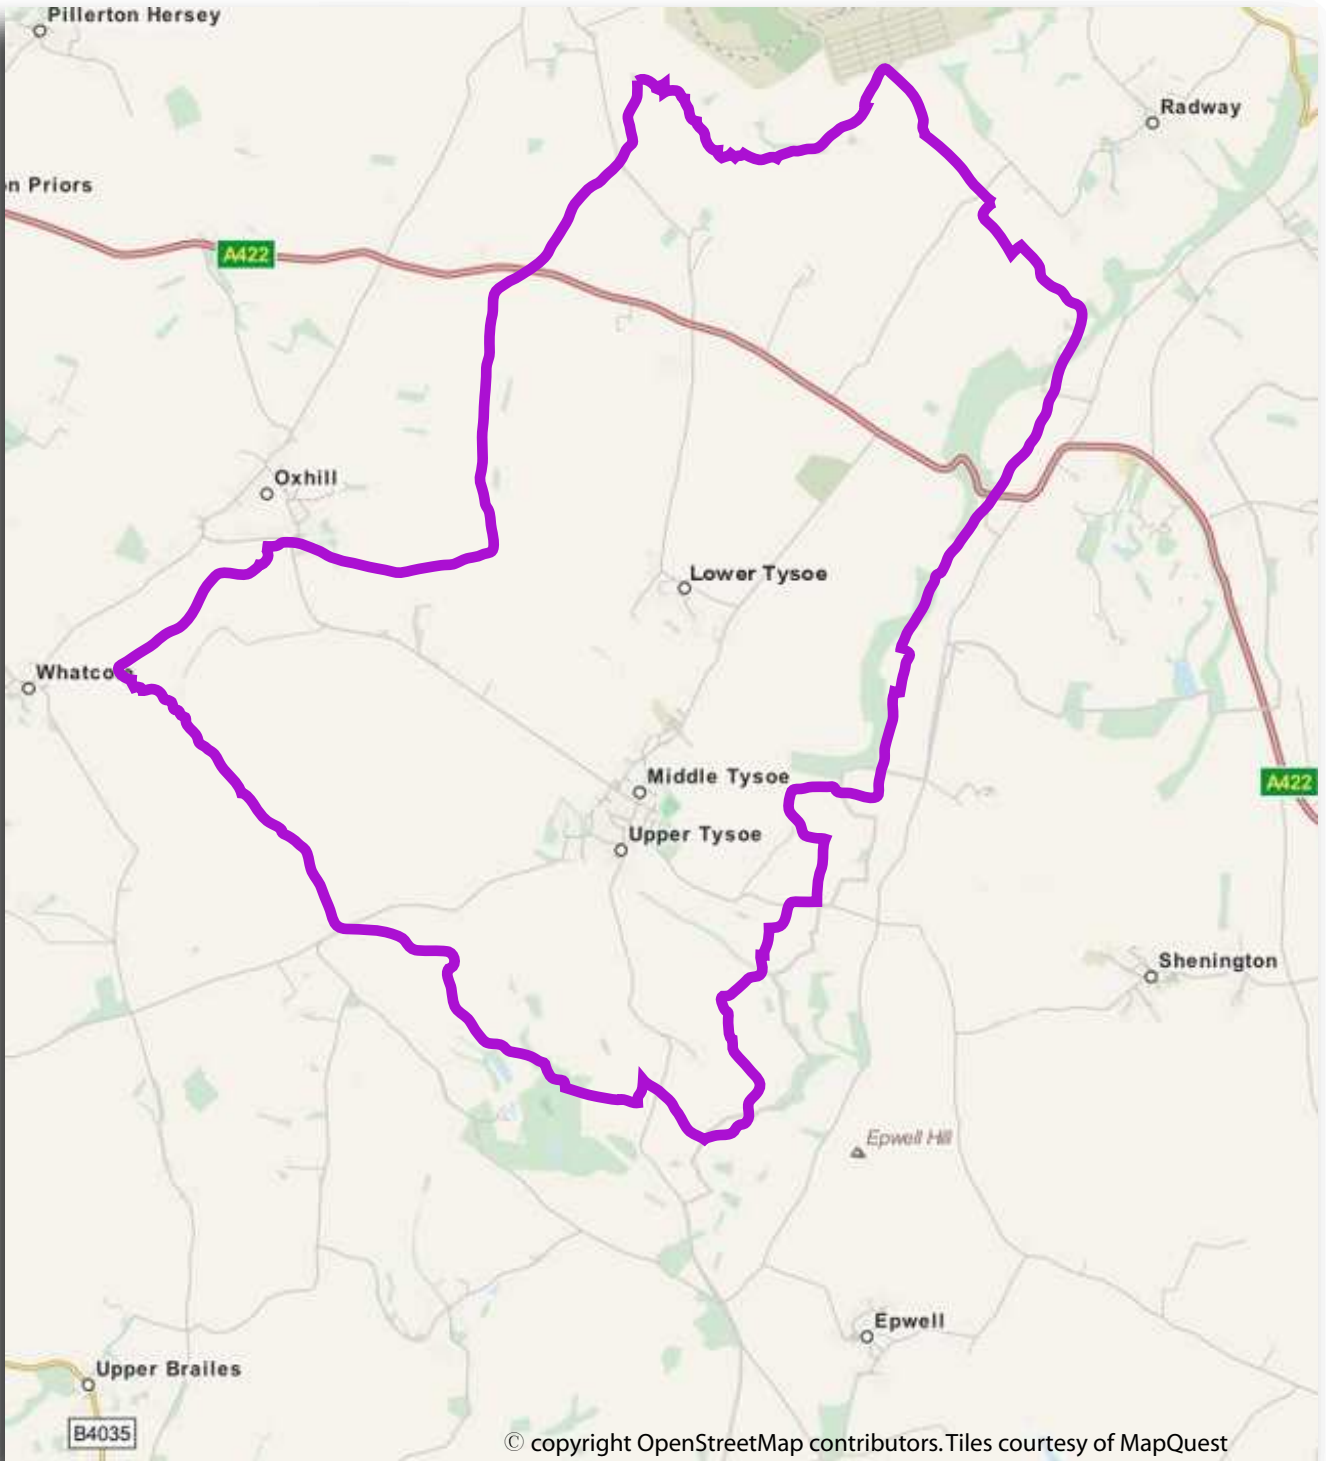 Pillerton Hersey
Radway
n Priors
A422
Oxhill
Lower Tysoe
Whatco
Middle Tysoe
A422
Upper Tysoe
Shenington
Epwell Hill
Epwell
Upper Brailes
B4035
© copyright OpenStreetMap contributors. Tiles courtesy of MapQuest